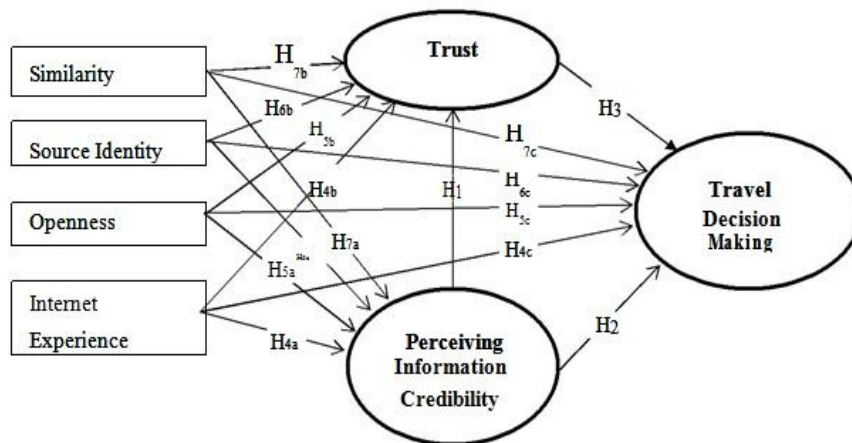 Similarity
Source Identity
Openness
Internet
Experience
Trust
Perceiving
Information
Credibility
Travel
Decision
Making
H7b
H6b
H5b
H4b
H7c
H6c
H5c
H4c
H1
H3
H2
H7a
H5a
H4a